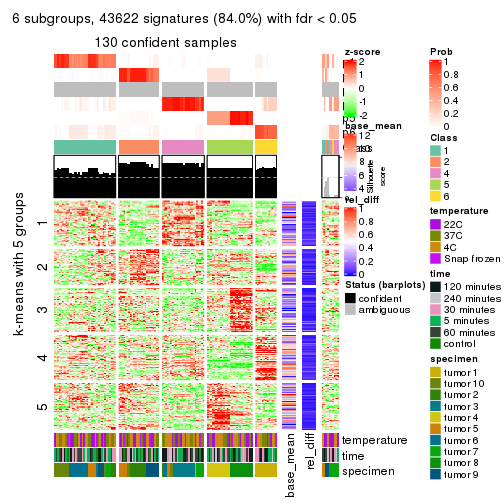 6 subgroups, 43622 signatures (84.0%) with fdr < 0.05
130 confident samples
k-means with 5 groups
1
2
3
4
5
Silhouette
score
base_mean
rel_diff
temperature
time
specimen
z-score
2
1
0
-1
-2
base_mean
12
10
8
6
4
rel_diff
1
0.8
0.6
0.4
0.2
0
Status (barplots)
confident
ambiguous
Prob
1
0.8
0.6
0.4
0.2
0
Class
1
2
4
5
6
temperature
22C
37C
4C
Snap frozen
time
120 minutes
240 minutes
30 minutes
5 minutes
60 minutes
control
specimen
tumor 1
tumor 10
tumor 2
tumor 3
tumor 4
tumor 5
tumor 6
tumor 7
tumor 8
tumor 9